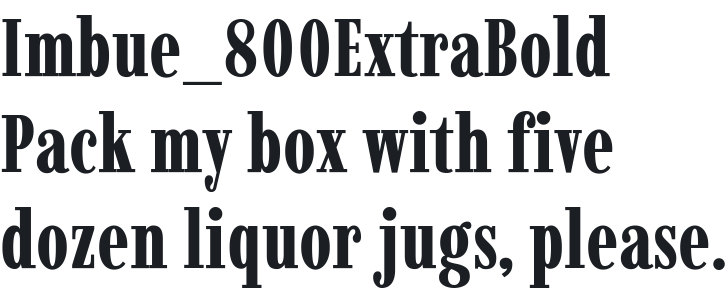 Imbue_800ExtraBold
Pack my box with five
dozen liquor jugs, please.